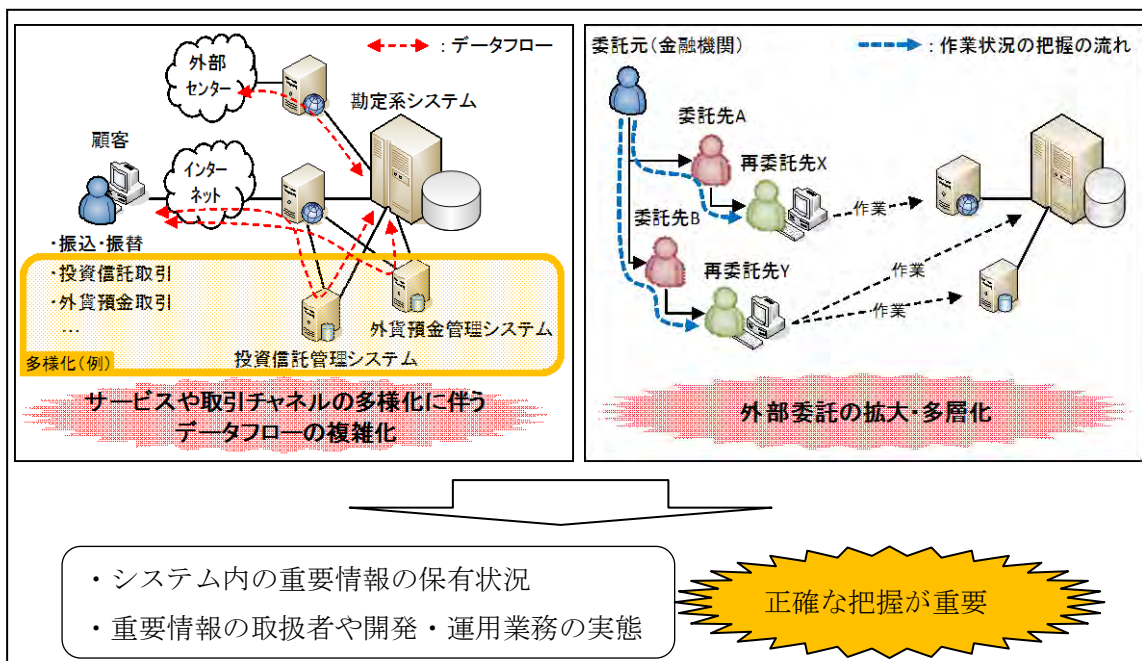 :データフロー
外部
センター
勘定系システム
顧客
インター
ネット
・振込・振替
・投資信託取引
・外貨預金取引
…
外貨預金管理システム
投資信託管理システム
多様化(例)
サービスや取引チャネルの多様化に伴う
データフローの複雑化
委託元(金融機関)
:作業状況の把握の流れ
委託先A
再委託先X
作業
委託先B
再委託先Y
作業
作業
外部委託の拡大・多層化
・システム内の重要情報の保有状況
・重要情報の取扱者や開発・運用業務の実態
正確な把握が重要